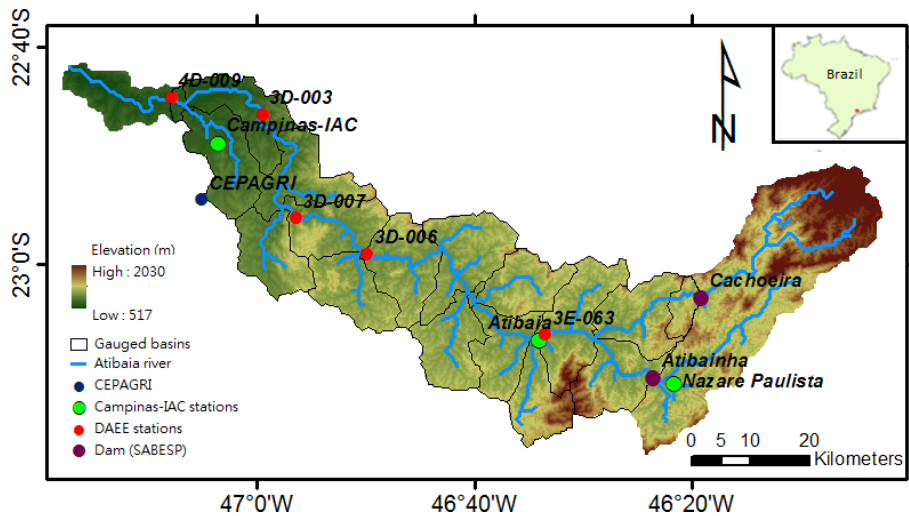 22°40'S
23°0'S
Brazil
N
4D-009
3D-003
Campinas-IAC
CEPAGRI
3D-007
3D-006
Cachoeira
Atibaia
3E-063
Atibainha
Nazare Paulista
Elevation (m)
High : 2030
Low : 517
Gauged basins
Atibaia river
CEPAGRI
Campinas-IAC stations
DAEE stations
Dam (SABESP)
0 5 10 20
Kilometers
47°0'W
46°40'W
46°20'W